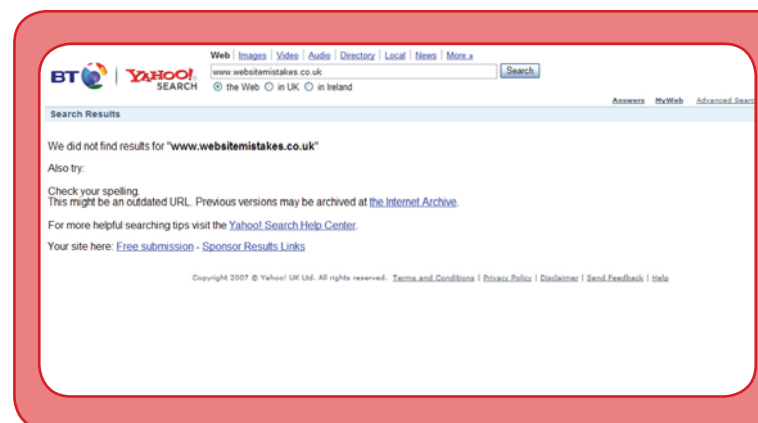 Web | Images | Video | Audio | Directory | Local | News | More »
BT YAHOO! SEARCH
www.websitemistakes.co.uk Search
the Web in UK in Ireland
Answers MyWeb Advanced Sear
Search Results
We did not find results for "www.websitemistakes.co.uk"
Also try:
Check your spelling.
This might be an outdated URL. Previous versions may be archived at the Internet Archive.
For more helpful searching tips visit the Yahoo! Search Help Center.
Your site here: Free submission - Sponsor Results Links
Copyright 2007 © Yahoo! UK Ltd. All rights reserved. Terms and Conditions | Privacy Policy | Disclaimer | Send Feedback | Help